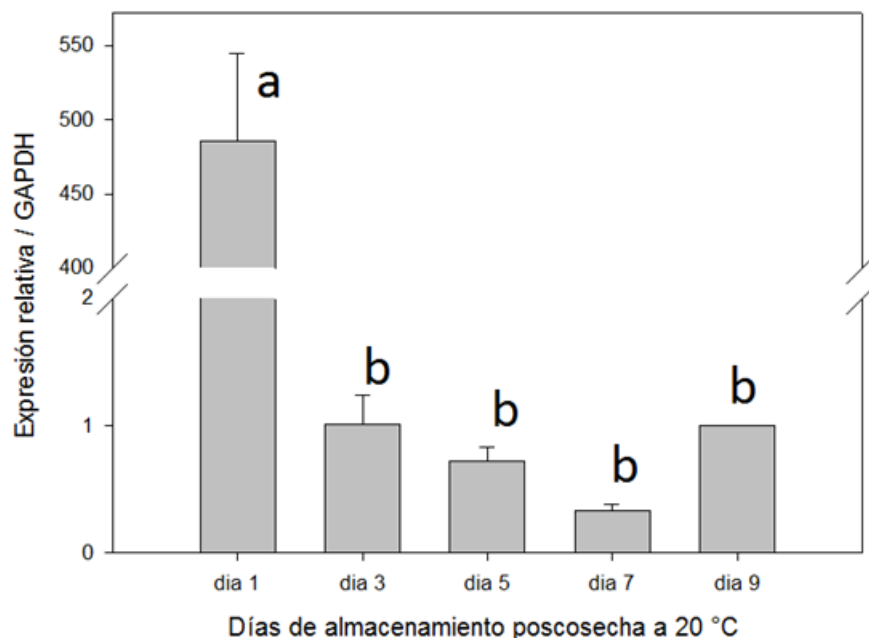 Expresión relativa / GAPDH
550
500
450
400
2
1
0
a
b
b
b
b
dia 1
dia 3
dia 5
dia 7
dia 9
Días de almacenamiento poscosecha a 20 °C